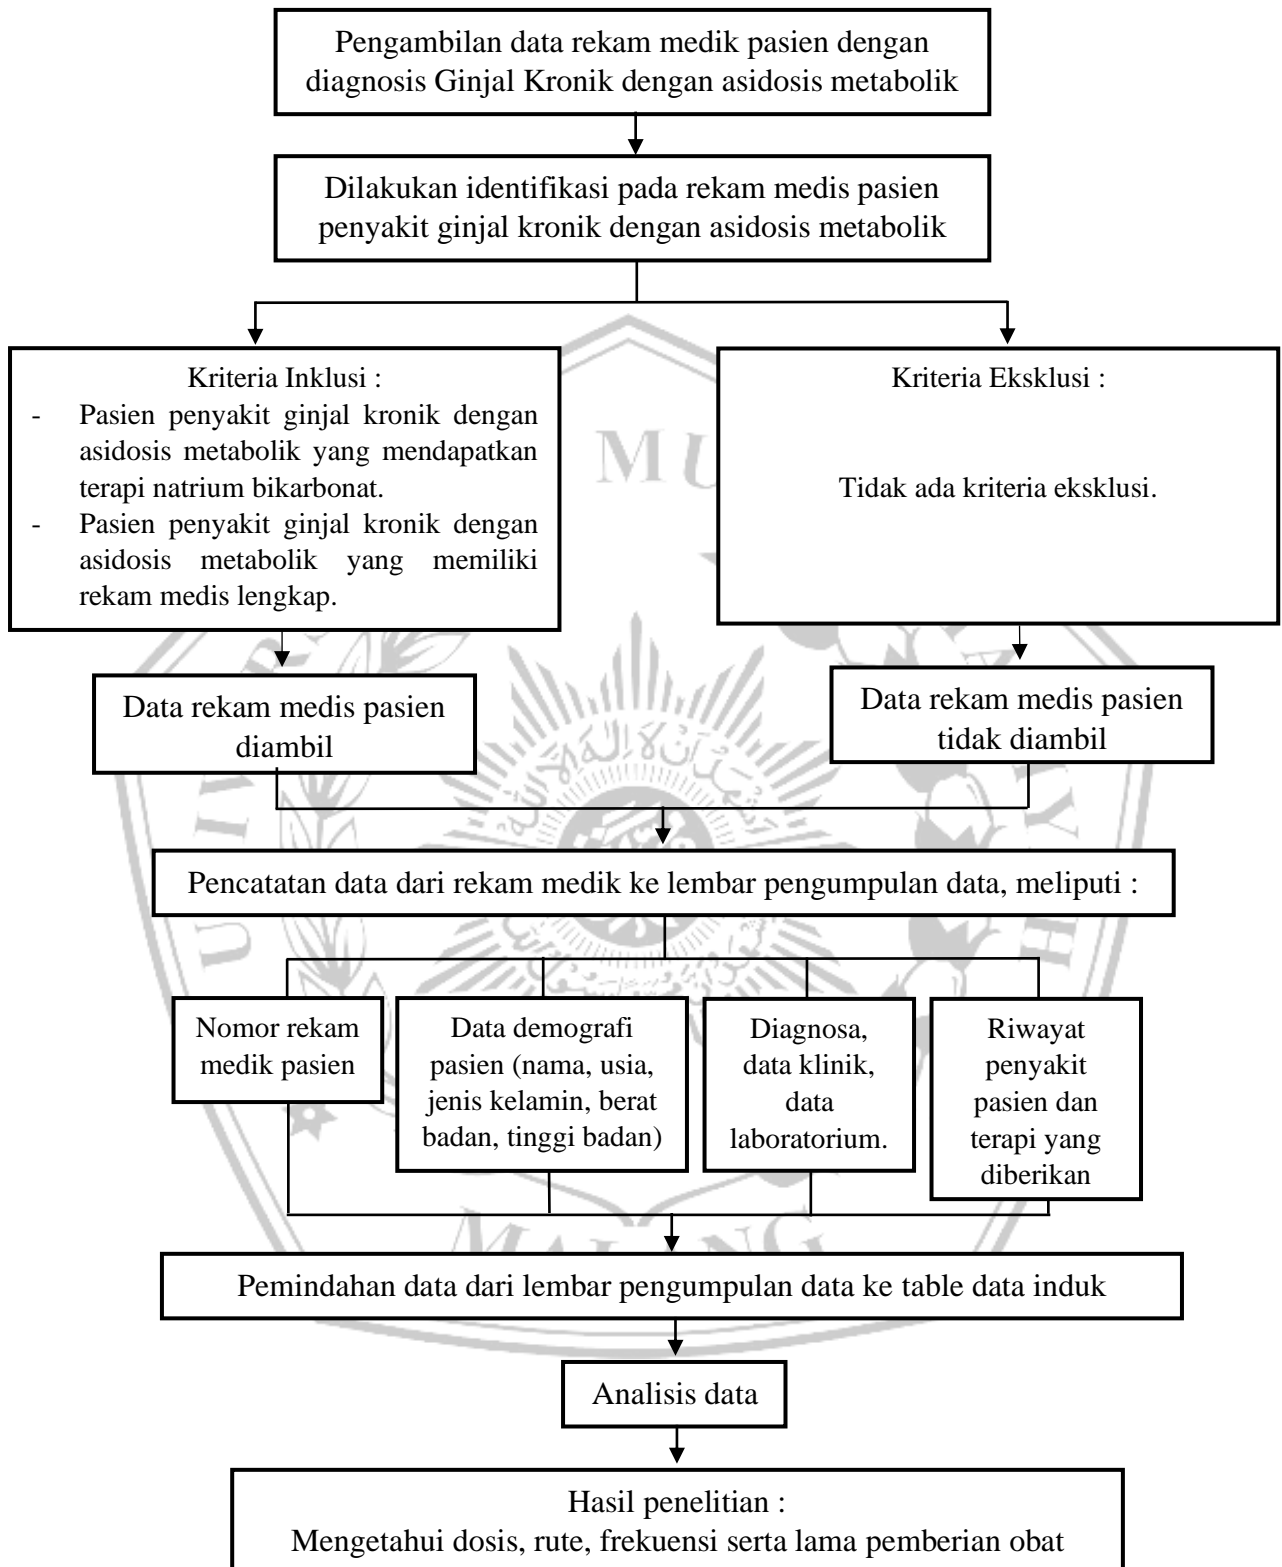 Pengambilan data rekam medik pasien dengan
diagnosis Ginjal Kronik dengan asidosis metabolik
Dilakukan identifikasi pada rekam medis pasien
penyakit ginjal kronik dengan asidosis metabolik
Kriteria Inklusi :
- Pasien penyakit ginjal kronik dengan
asidosis metabolik yang mendapatkan
terapi natrium bikarbonat.
- Pasien penyakit ginjal kronik dengan
asidosis metabolik yang memiliki
rekam medis lengkap.
Kriteria Eksklusi :
Tidak ada kriteria eksklusi.
Data rekam medis pasien
diambil
Data rekam medis pasien
tidak diambil
Pencatatan data dari rekam medik ke lembar pengumpulan data, meliputi :
Nomor rekam
medik pasien
Data demografi
pasien (nama, usia,
jenis kelamin, berat
badan, tinggi badan)
Diagnosa,
data klinik,
data
laboratorium.
Riwayat
penyakit
pasien dan
terapi yang
diberikan
Pemindahan data dari lembar pengumpulan data ke table data induk
Analisis data
Hasil penelitian :
Mengetahui dosis, rute, frekuensi serta lama pemberian obat
MALANG